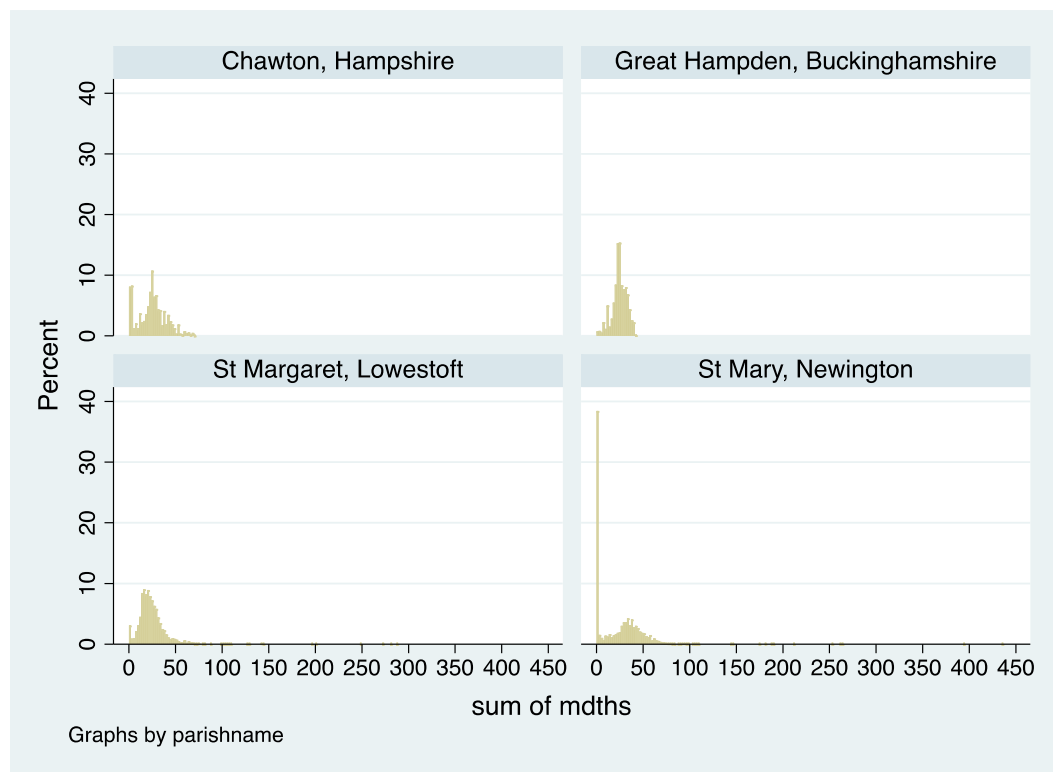 Chawton, Hampshire
Great Hampden, Buckinghamshire
40
30
20
10
0
St Margaret, Lowestoft
St Mary, Newington
40
30
20
10
0
Percent
0 50 100 150 200 250 300 350 400 450
0 50 100 150 200 250 300 350 400 450
sum of mdths
Graphs by parishname